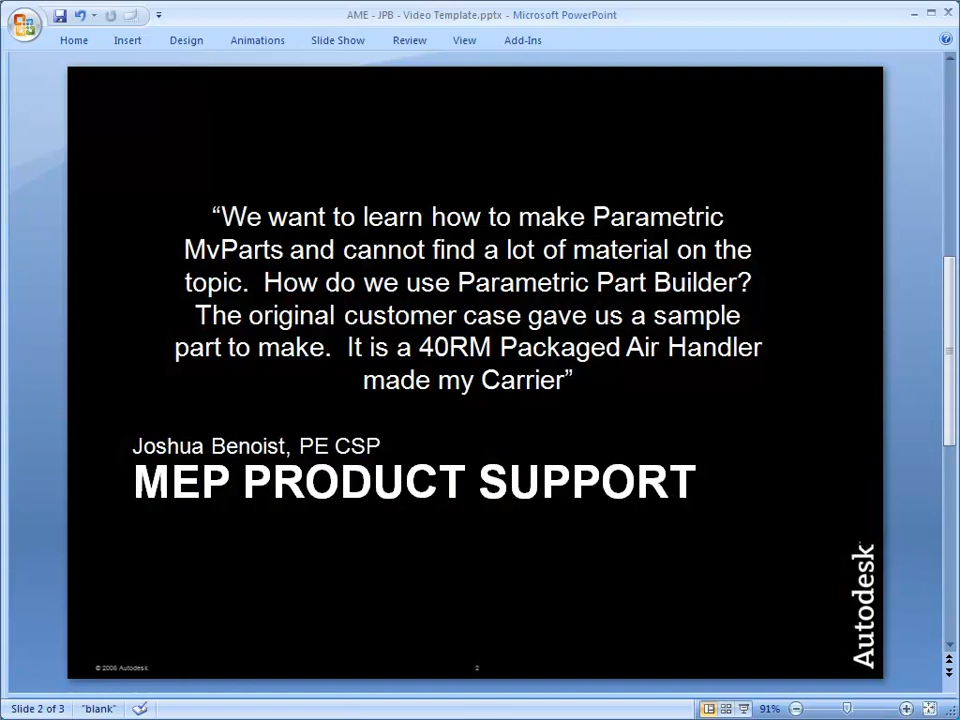 AME - JPB - Video Template.pptx - Microsoft PowerPoint
Home Insert Design Animations Slide Show Review View Add-Ins
“We want to learn how to make Parametric
MvParts and cannot find a lot of material on the
topic.  How do we use Parametric Part Builder?
The original customer case gave us a sample
part to make.  It is a 40RM Packaged Air Handler
made my Carrier”
Joshua Benoist, PE CSP
MEP PRODUCT SUPPORT
Autodesk
© 2006 Autodesk
2
Slide 2 of 3 "blank" 91%